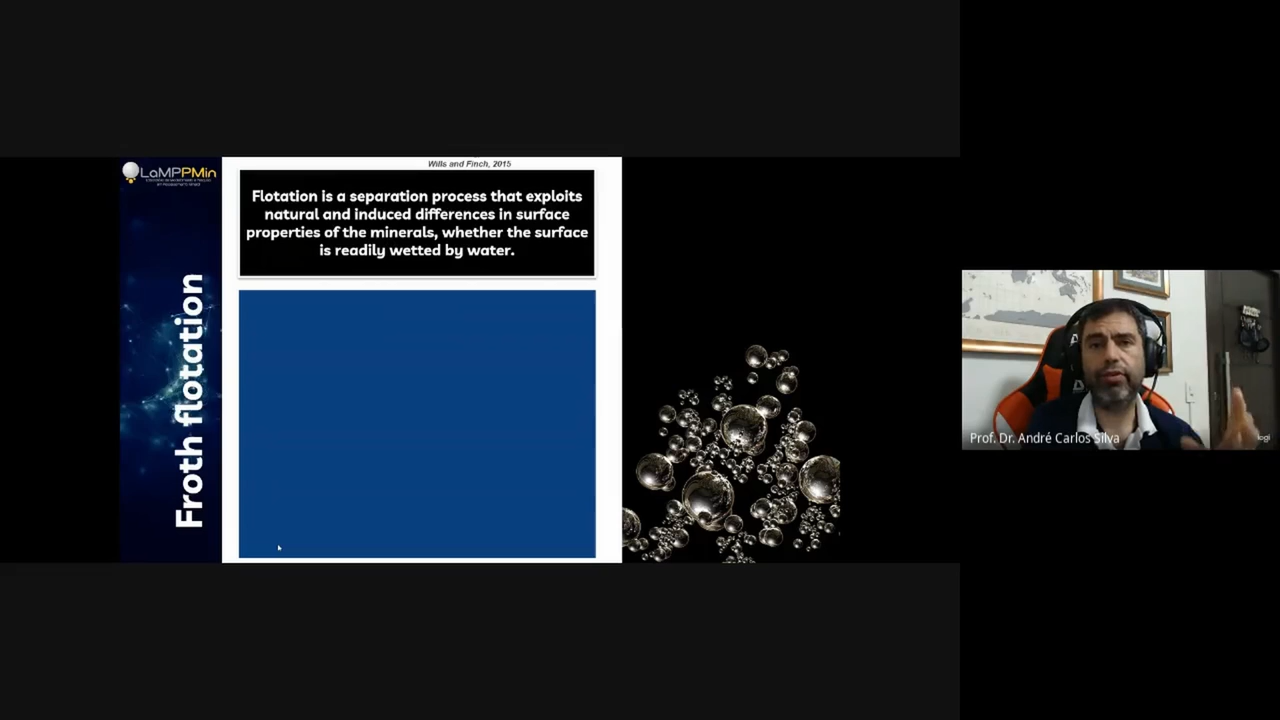 Wills and Finch, 2015
LaMPPMin
Flotation is a separation process that exploits
natural and induced differences in surface
properties of the minerals, whether the surface
is readily wetted by water.
Froth flotation
Prof. Dr. André Carlos Silva
logi